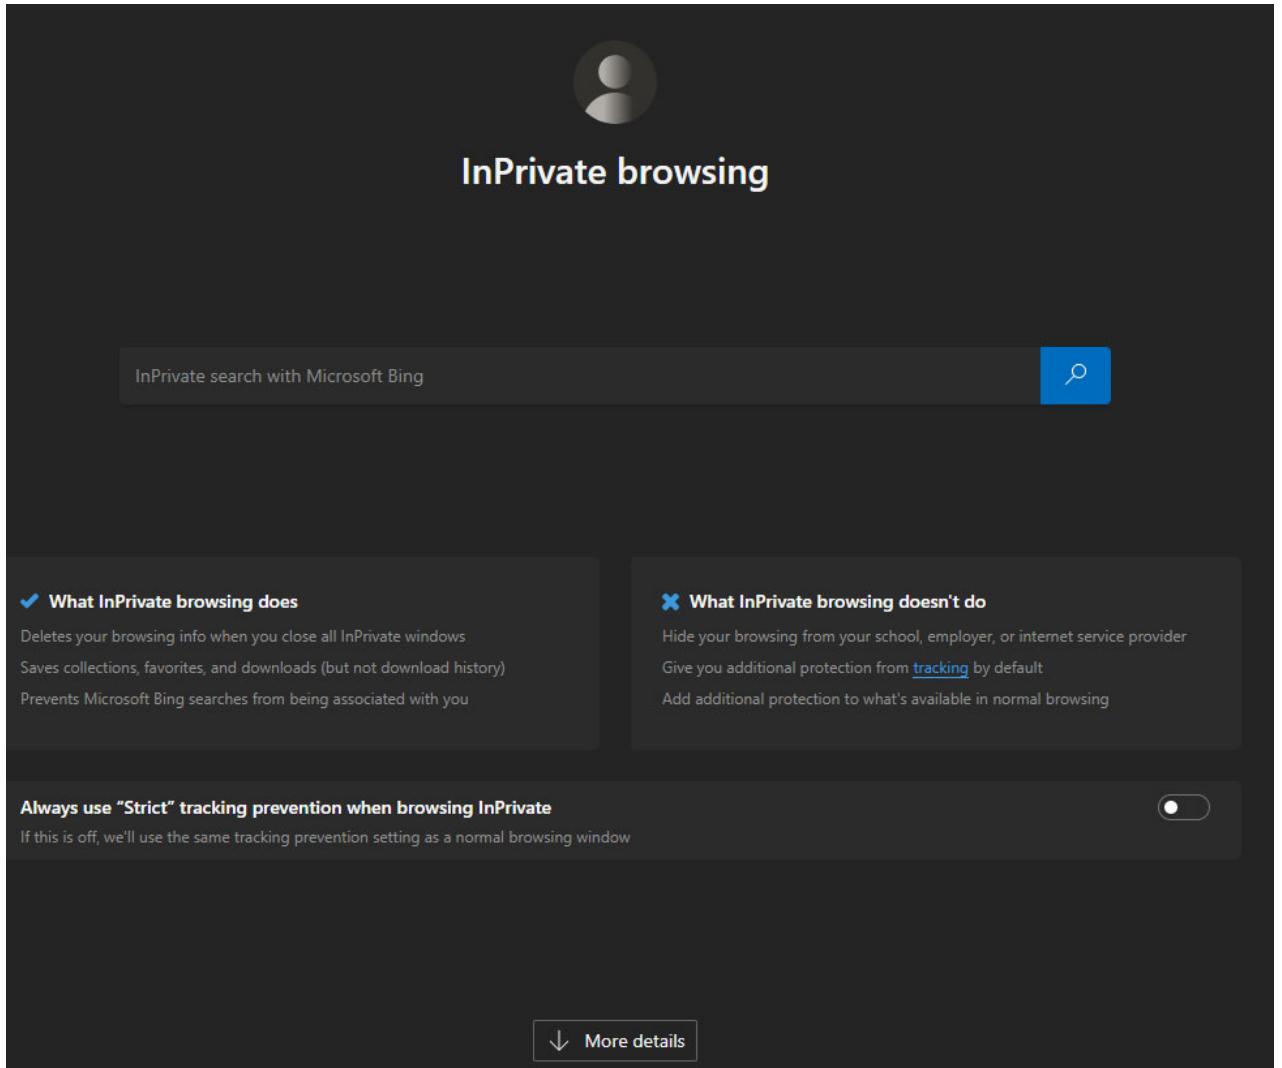 InPrivate browsing
InPrivate search with Microsoft Bing
What InPrivate browsing does
Deletes your browsing info when you close all InPrivate windows
Saves collections, favorites, and downloads (but not download history)
Prevents Microsoft Bing searches from being associated with you
What InPrivate browsing doesn't do
Hide your browsing from your school, employer, or internet service provider
Give you additional protection from tracking by default
Add additional protection to what's available in normal browsing
Always use “Strict” tracking prevention when browsing InPrivate
If this is off, we'll use the same tracking prevention setting as a normal browsing window
More details